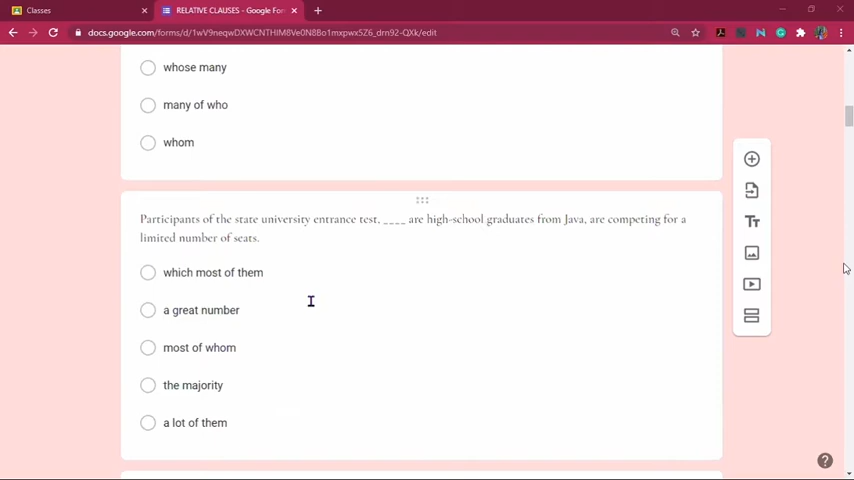 Classes
RELATIVE CLAUSES - Google For
docs.google.com/forms/d/1wV9neqwDXWCNTHlM8Ve0N8Bo1mxpwx5Z6_drn92-QXk/edit
whose many
many of who
whom
Participants of the state university entrance test, ____ are high-school graduates from Java, are competing for a
limited number of seats.
which most of them
a great number
most of whom
the majority
a lot of them